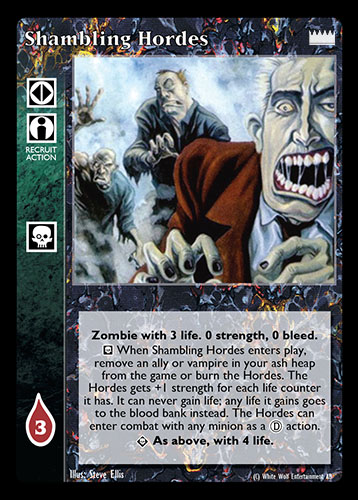 Shambling Hordes
RECRUIT
ACTION
Zombie with 3 life. 0 strength, 0 bleed.
When Shambling Hordes enters play,
remove an ally or vampire in your ash heap
from the game or burn the Hordes. The
Hordes gets +1 strength for each life counter
it has. It can never gain life; any life it gains goes
to the blood bank instead. The Hordes can
enter combat with any minion as a Ⓓ action.
As above, with 4 life.
3
Illus: Steve Ellis
(C) White Wolf Entertainment AB